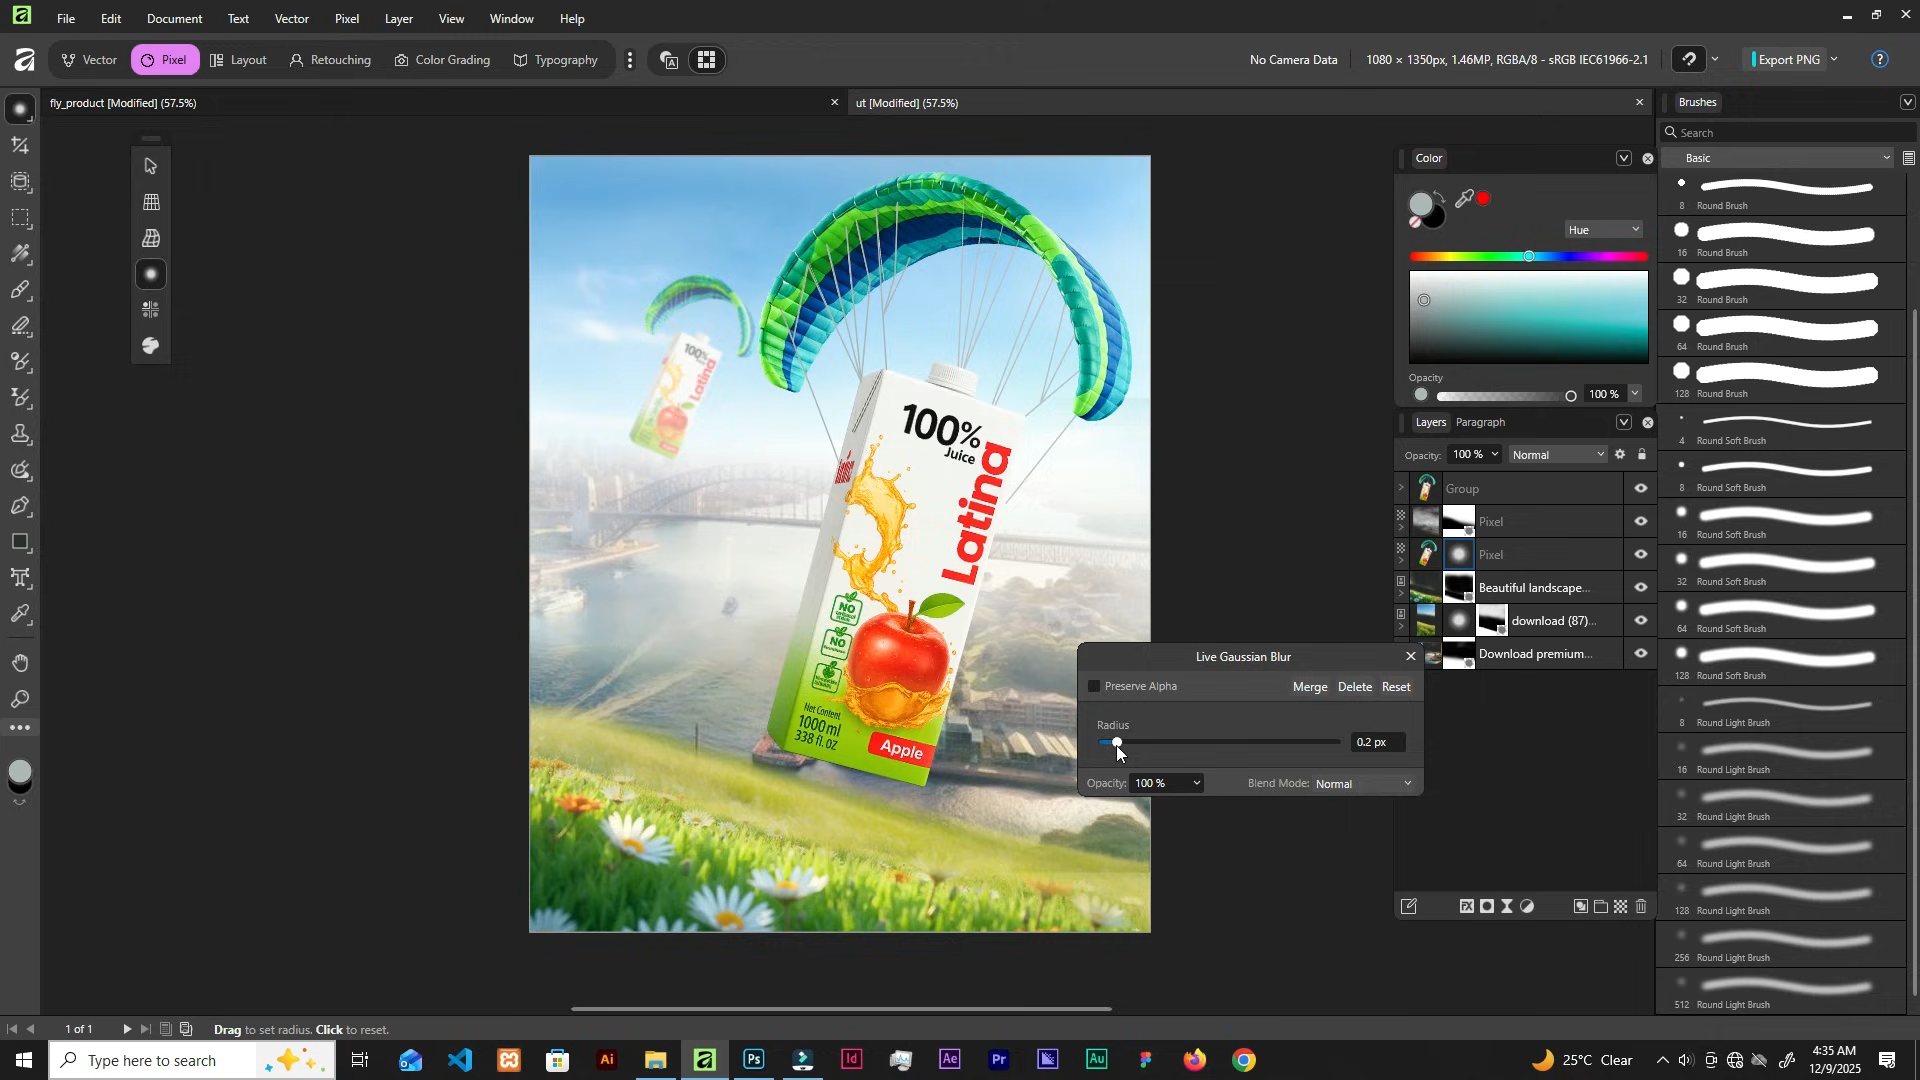 File Edit Document Text Vector Pixel Layer View Window Help
Vector Pixel Layout Retouching Color Grading Typography
No Camera Data 1080 × 1350px, 1.46MP, RGBA/8 - sRGB IEC61966-2.1 Export PNG
fly_product [Modified] (57.5%)
ut [Modified] (57.5%)
Brushes
Search
Basic
8 Round Brush
16 Round Brush
32 Round Brush
64 Round Brush
128 Round Brush
4 Round Soft Brush
8 Round Soft Brush
16 Round Soft Brush
32 Round Soft Brush
64 Round Soft Brush
128 Round Soft Brush
8 Round Light Brush
16 Round Light Brush
32 Round Light Brush
64 Round Light Brush
128 Round Light Brush
256 Round Light Brush
512 Round Light Brush
Color
Hue
Opacity
100 %
Layers Paragraph
Opacity: 100 % Normal
Group
Pixel
Pixel
Beautiful landscape...
download (87)...
Download premium...
100%
Juice
Latina
NO
NO
Net Content
1000 ml
338 fl. OZ
Apple
100%
Latina
Live Gaussian Blur
Preserve Alpha Merge Delete Reset
Radius
0.2 px
Opacity: 100 % Blend Mode: Normal
1 of 1 Drag to set radius. Click to reset.
Type here to search
Ai
Ps
Id
Ae
Pr
Au
25°C Clear
4:35 AM
12/9/2025